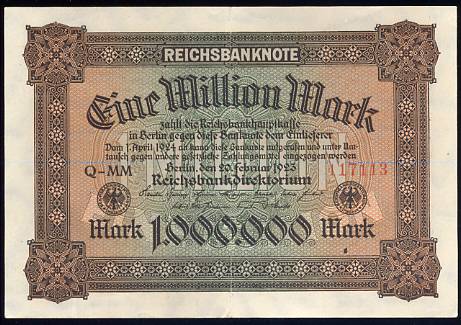 REICHSBANKNOTE
Eine Million Mark
zahlt die Reichsbankhauptkasse
in Berlin gegen diese Banknote dem Einlieferer
Vom 1. April 1924 ab kann diese Banknote aufgerufen und unter Um-
tausch gegen andere gesetzliche Zahlungsmittel eingezogen werden
Berlin, den 20. Februar 1923
Q-MM 117113
Reichsbankdirektorium
Mark 1.000.000 Mark